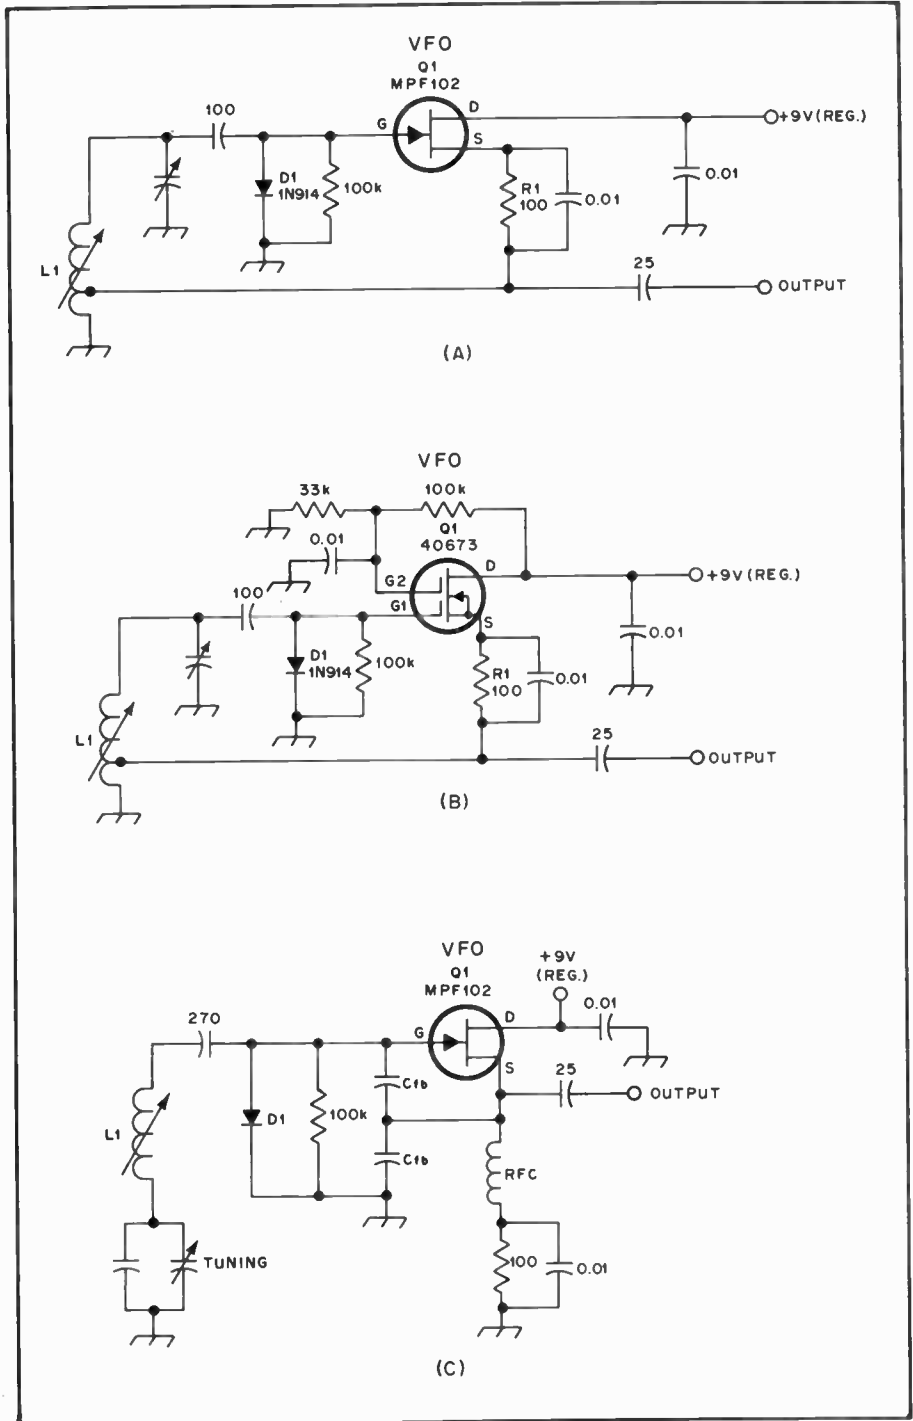 VFO
Q1
MPF102
100
G
D
S
+9V (REG.)
D1
1N914
100k
R1
100
0.01
0.01
L1
25
OUTPUT
(A)
VFO
33k
100k
0.01
Q1
40673
G2
D
+9V (REG.)
100
G1
S
D1
1N914
100k
R1
100
0.01
0.01
L1
25
OUTPUT
(B)
VFO
Q1
MPF102
+9V
(REG.)
0.01
270
G
D
S
25
OUTPUT
Cfb
L1
D1
100k
Cfb
RFC
TUNING
100
0.01
(C)